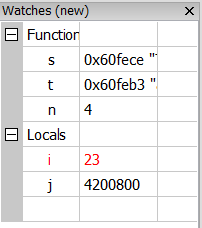 Watches (new)
Function
s 0x60fece "
t 0x60feb3 "
n 4
Locals
i 23
j 4200800